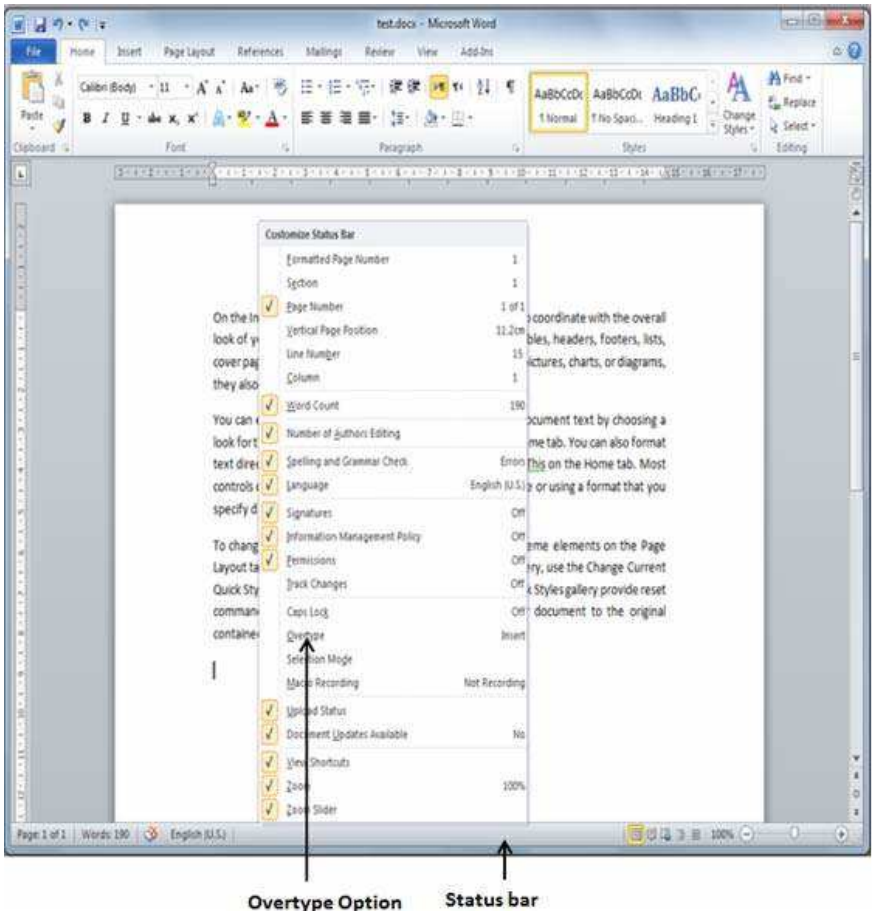 test.docx - Microsoft Word
File Home Insert Page Layout References Mailings Review View Add-Ins
Calibri (Body) 11
Paste
B I U abc
AaBbCcDc AaBbCcDc AaBbC
¶ Normal ¶ No Spaci... Heading 1
Change Styles
Find
Replace
Select
Clipboard Font Paragraph Styles Editing
Customize Status Bar
Formatted Page Number 1
Section 1
Page Number 1 of 1
Vertical Page Position 11.2cm
Line Number 15
Column 1
Word Count 190
Number of Authors Editing
Spelling and Grammar Check Errors
Language English (U.S.)
Signatures Off
Information Management Policy Off
Permissions Off
Track Changes Off
Caps Lock Off
Overtype Insert
Selection Mode
Macro Recording Not Recording
Upload Status
Document Updates Available No
View Shortcuts
Zoom 100%
Zoom Slider
On the In coordinate with the overall
look of y bles, headers, footers, lists,
cover pag ictures, charts, or diagrams,
they also
You can ocument text by choosing a
look for t me tab. You can also format
text dire This on the Home tab. Most
controls e or using a format that you
specify d
To chang eme elements on the Page
Layout ta ery, use the Change Current
Quick Sty k Styles gallery provide reset
comman document to the original
containe
Page: 1 of 1 Words: 190 English (U.S.) 100%
Overtype Option Status bar